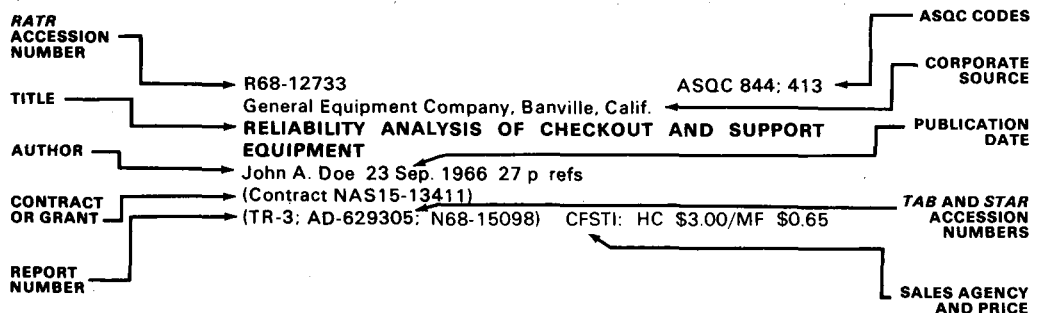 RATR
ACCESSION
NUMBER
TITLE
AUTHOR
CONTRACT
OR GRANT
REPORT
NUMBER
R68-12733 ASQC 844; 413
General Equipment Company, Banville, Calif.
RELIABILITY ANALYSIS OF CHECKOUT AND SUPPORT
EQUIPMENT
John A. Doe 23 Sep. 1966 27 p refs
(Contract NAS15-13411)
(TR-3; AD-629305; N68-15098) CFSTI: HC $3.00/MF $0.65
ASQC CODES
CORPORATE
SOURCE
PUBLICATION
DATE
TAB AND STAR
ACCESSION
NUMBERS
SALES AGENCY
AND PRICE